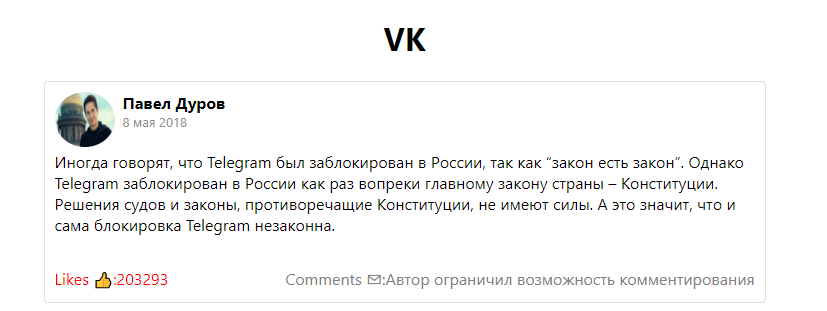 VK
Павел Дуров
8 мая 2018
Иногда говорят, что Telegram был заблокирован в России, так как “закон есть закон”. Однако
Telegram заблокирован в России как раз вопреки главному закону страны – Конституции.
Решения судов и законы, противоречащие Конституции, не имеют силы. А это значит, что и
сама блокировка Telegram незаконна.
Likes 👍:203293 Comments 🖂:Автор ограничил возможность комментирования